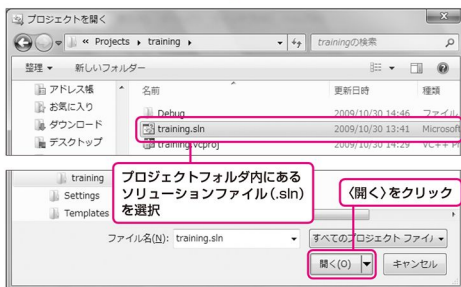 プロジェクトを開く
« Projects ▸ training ▸ trainingの検索
整理 ▼ 新しいフォルダー
アドレス帳
お気に入り
ダウンロード
デスクトップ
名前 更新日時 種類
Debug 2009/10/30 14:46 ファイル
training.sln 2009/10/30 13:41 Microsoft
training.vcproj 2009/10/30 14:29 VC++
training
Settings
Templates
プロジェクトフォルダ内にある
ソリューションファイル(.sln)
を選択
〈開く〉をクリック
ファイル名(N): training.sln すべてのプロジェクト ファイ
開く(O) キャンセル